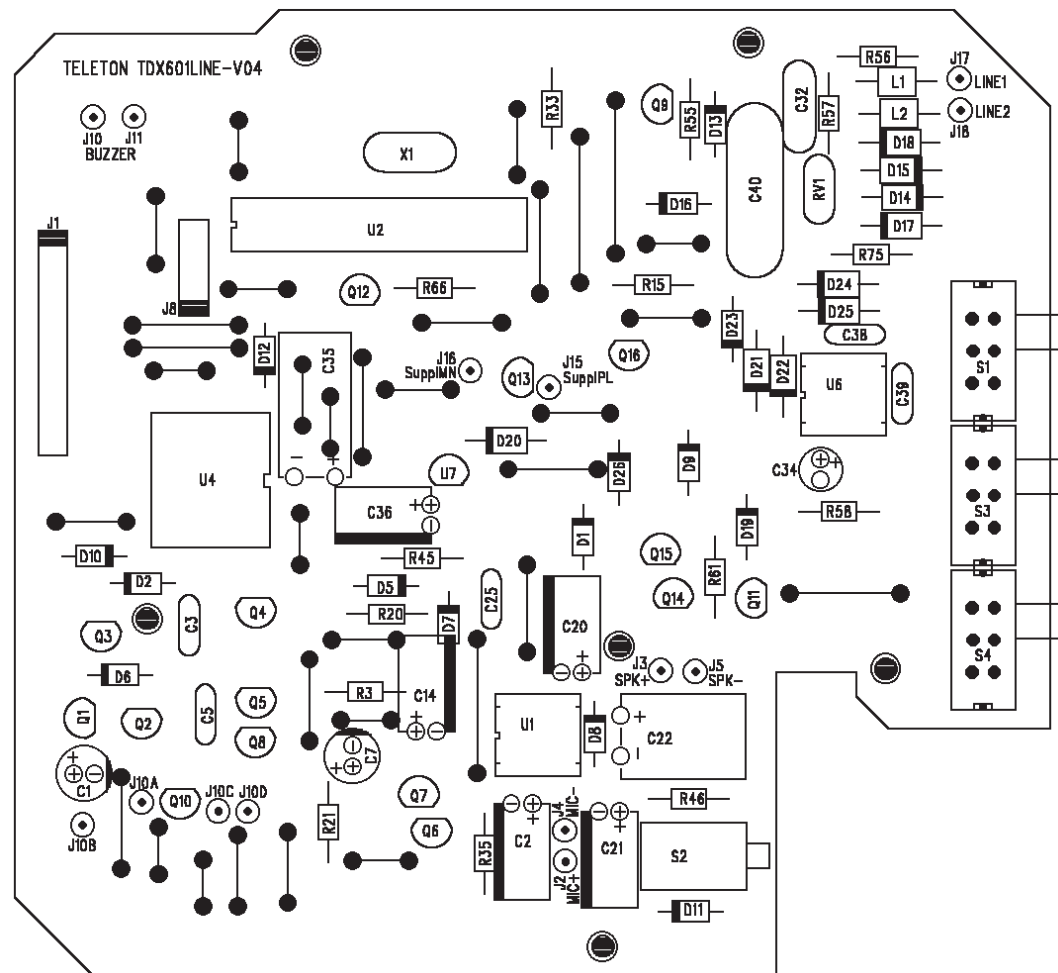 TELETON TDX601LINE-V04
J10
J11
BUZZER
J1
J8
X1
U2
R33
Q9
R55
D13
C32
R57
R56
J17
L1
LINE1
L2
LINE2
J18
D18
D15
D14
D17
R75
C40
RV1
D16
Q12
R66
R15
D24
D25
C38
D23
D21
D22
U6
C39
S1
D12
C35
J16
SupplMN
Q13
J15
SupplPL
Q16
U4
D20
U7
C36
D26
D9
C34
R58
S3
D19
D10
D2
R45
D5
R20
D7
C25
D1
C20
Q15
Q14
R61
Q11
Q3
C3
Q4
D6
R3
C14
J3
SPK+
J5
SPK-
S4
Q1
Q2
C5
Q5
Q8
C7
U1
D8
C22
C1
J10A
J10B
Q10
J10C
J10D
R21
Q7
Q6
R35
C2
J4
MIC-
J2
MIC+
C21
R46
S2
D11